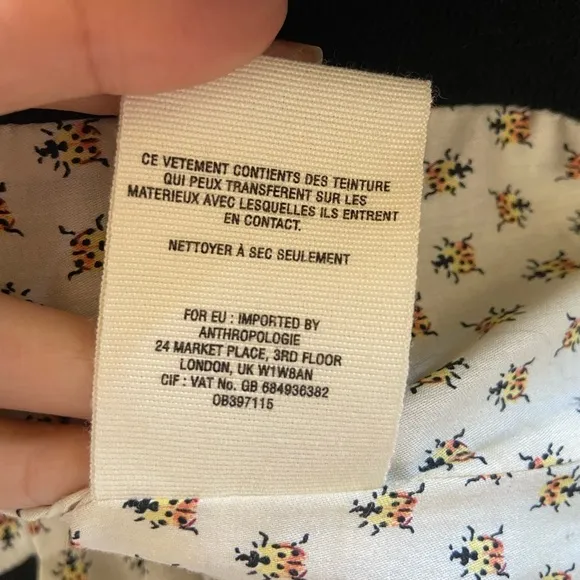 CE VETEMENT CONTIENTS DES TEINTURE
QUI PEUX TRANSFERENT SUR LES
MATERIEUX AVEC LESQUELLES ILS ENTRENT
EN CONTACT.
NETTOYER À SEC SEULEMENT
FOR EU : IMPORTED BY
ANTHROPOLOGIE
24 MARKET PLACE, 3RD FLOOR
LONDON, UK W1W8AN
CIF : VAT No. GB 684936382
OB397115